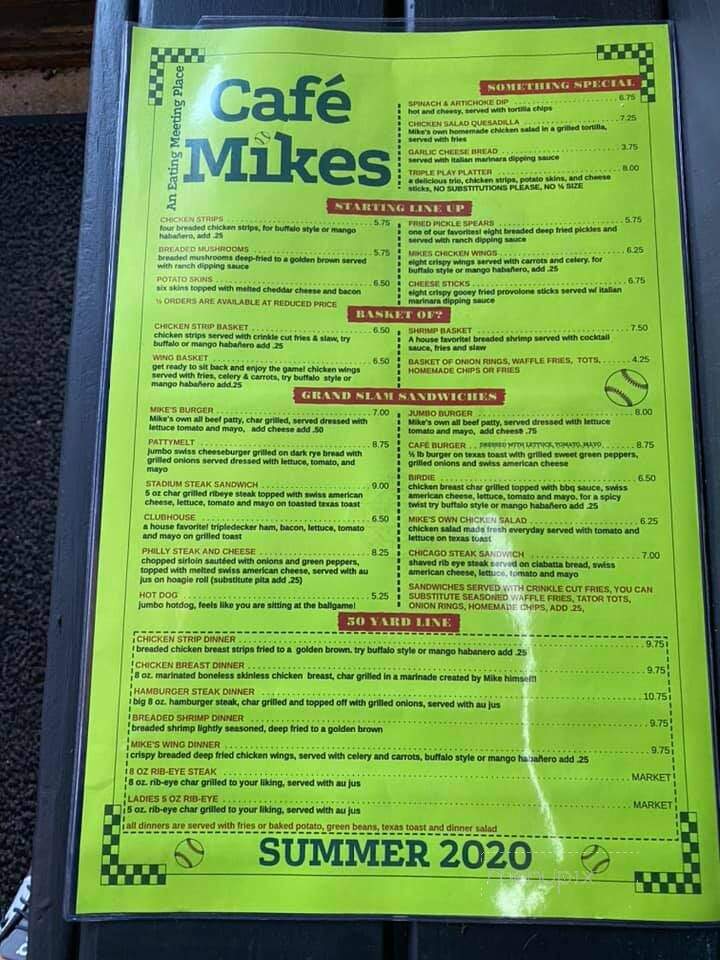 An Eating Meeting Place
Café
Mikes
SOMETHING SPECIAL
SPINACH & ARTICHOKE DIP 6.75
hot and cheesy, served with tortilla chips
CHICKEN SALAD QUESADILLA 7.25
Mike's own homemade chicken salad in a grilled tortilla,
served with fries
GARLIC CHEESE BREAD 3.75
served with italian marinara dipping sauce
TRIPLE PLAY PLATTER 8.00
a delicious trio, chicken strips, potato skins, and cheese
sticks, NO SUBSTITUTIONS PLEASE, NO ½ SIZE
STARTING LINE UP
CHICKEN STRIPS 5.75
four breaded chicken strips, for buffalo style or mango
habañero, add .25
BREADED MUSHROOMS 5.75
breaded mushrooms deep-fried to a golden brown served
with ranch dipping sauce
POTATO SKINS 6.50
six skins topped with melted cheddar cheese and bacon
½ ORDERS ARE AVAILABLE AT REDUCED PRICE
FRIED PICKLE SPEARS 5.75
one of our favorites! eight breaded deep fried pickles and
served with ranch dipping sauce
MIKES CHICKEN WINGS 6.25
eight crispy wings served with carrots and celery, for
buffalo style or mango habañero, add .25
CHEESE STICKS 6.75
eight crispy gooey fried provolone sticks served w/ italian
marinara dipping sauce
BASKET OF?
CHICKEN STRIP BASKET 6.50
chicken strips served with crinkle cut fries & slaw, try
buffalo or mango habañero add .25
WING BASKET 6.50
get ready to sit back and enjoy the game! chicken wings
served with fries, celery & carrots, try buffalo style or
mango habañero add.25
SHRIMP BASKET 7.50
A house favorite! breaded shrimp served with cocktail
sauce, fries and slaw
BASKET OF ONION RINGS, WAFFLE FRIES, TOTS, 4.25
HOMEMADE CHIPS OR FRIES
GRAND SLAM SANDWICHES
MIKE'S BURGER 7.00
Mike's own all beef patty, char grilled, served dressed with
lettuce tomato and mayo, add cheese .50
PATTYMELT 8.75
jumbo swiss cheeseburger grilled on dark rye bread with
grilled onions served dressed with lettuce, tomato, and
mayo
STADIUM STEAK SANDWICH 9.00
5 oz char grilled ribeye steak topped with swiss american
cheese, lettuce, tomato and mayo on toasted texas toast
CLUBHOUSE 6.50
a house favorite! tripledecker ham, bacon, lettuce, tomato
and mayo on grilled toast
PHILLY STEAK AND CHEESE 8.25
chopped sirloin sautéed with onions and green peppers,
topped with melted swiss american cheese, served with au
jus on hoagie roll (substitute pita add .25)
HOT DOG 5.25
jumbo hotdog, feels like you are sitting at the ballgame!
JUMBO BURGER 8.00
Mike's own all beef patty, served dressed with lettuce
tomato and mayo, add cheese .75
CAFÉ BURGER DRESSED WITH LETTUCE, TOMATO, MAYO 8.75
½ lb burger on texas toast with grilled sweet green peppers,
grilled onions and swiss american cheese
BIRDIE 6.50
chicken breast char grilled topped with bbq sauce, swiss
american cheese, lettuce, tomato and mayo, for a spicy
twist try buffalo style or mango habañero add .25
MIKE'S OWN CHICKEN SALAD 6.25
chicken salad made fresh everyday served with tomato and
lettuce on texas toast
CHICAGO STEAK SANDWICH 7.00
shaved rib eye steak served on ciabatta bread, swiss
american cheese, lettuce, tomato and mayo
SANDWICHES SERVED WITH CRINKLE CUT FRIES, YOU CAN
SUBSTITUTE SEASONED WAFFLE FRIES, TATOR TOTS,
ONION RINGS, HOMEMADE CHIPS, ADD .25,
50 YARD LINE
CHICKEN STRIP DINNER 9.75
breaded chicken breast strips fried to a golden brown, try buffalo style or mango habanero add .25
CHICKEN BREAST DINNER 9.75
8 oz. marinated boneless skinless chicken breast, char grilled in a marinade created by Mike himself!
HAMBURGER STEAK DINNER 10.75
big 8 oz. hamburger steak, char grilled and topped off with grilled onions, served with au jus
BREADED SHRIMP DINNER 9.75
breaded shrimp lightly seasoned, deep fried to a golden brown
MIKE'S WING DINNER 9.75
crispy breaded deep fried chicken wings, served with celery and carrots, buffalo style or mango habañero add .25
8 OZ RIB-EYE STEAK MARKET
8 oz. rib-eye char grilled to your liking, served with au jus
LADIES 5 OZ RIB-EYE MARKET
5 oz. rib-eye char grilled to your liking, served with au jus
all dinners are served with fries or baked potato, green beans, texas toast and dinner salad
SUMMER 2020
menupix